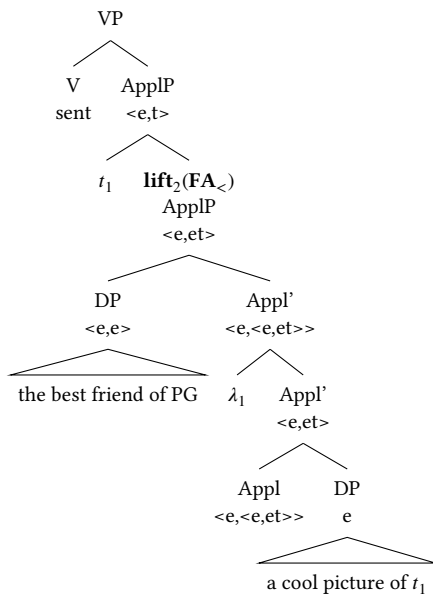 VP
V ApplP
sent <e,t>
t₁ lift₂(FA<)
ApplP
<e,et>
DP Appl’
<e,e> <e,<e,et>>
the best friend of PG λ₁ Appl’
<e,et>
Appl DP
<e,<e,et>> e
a cool picture of t₁